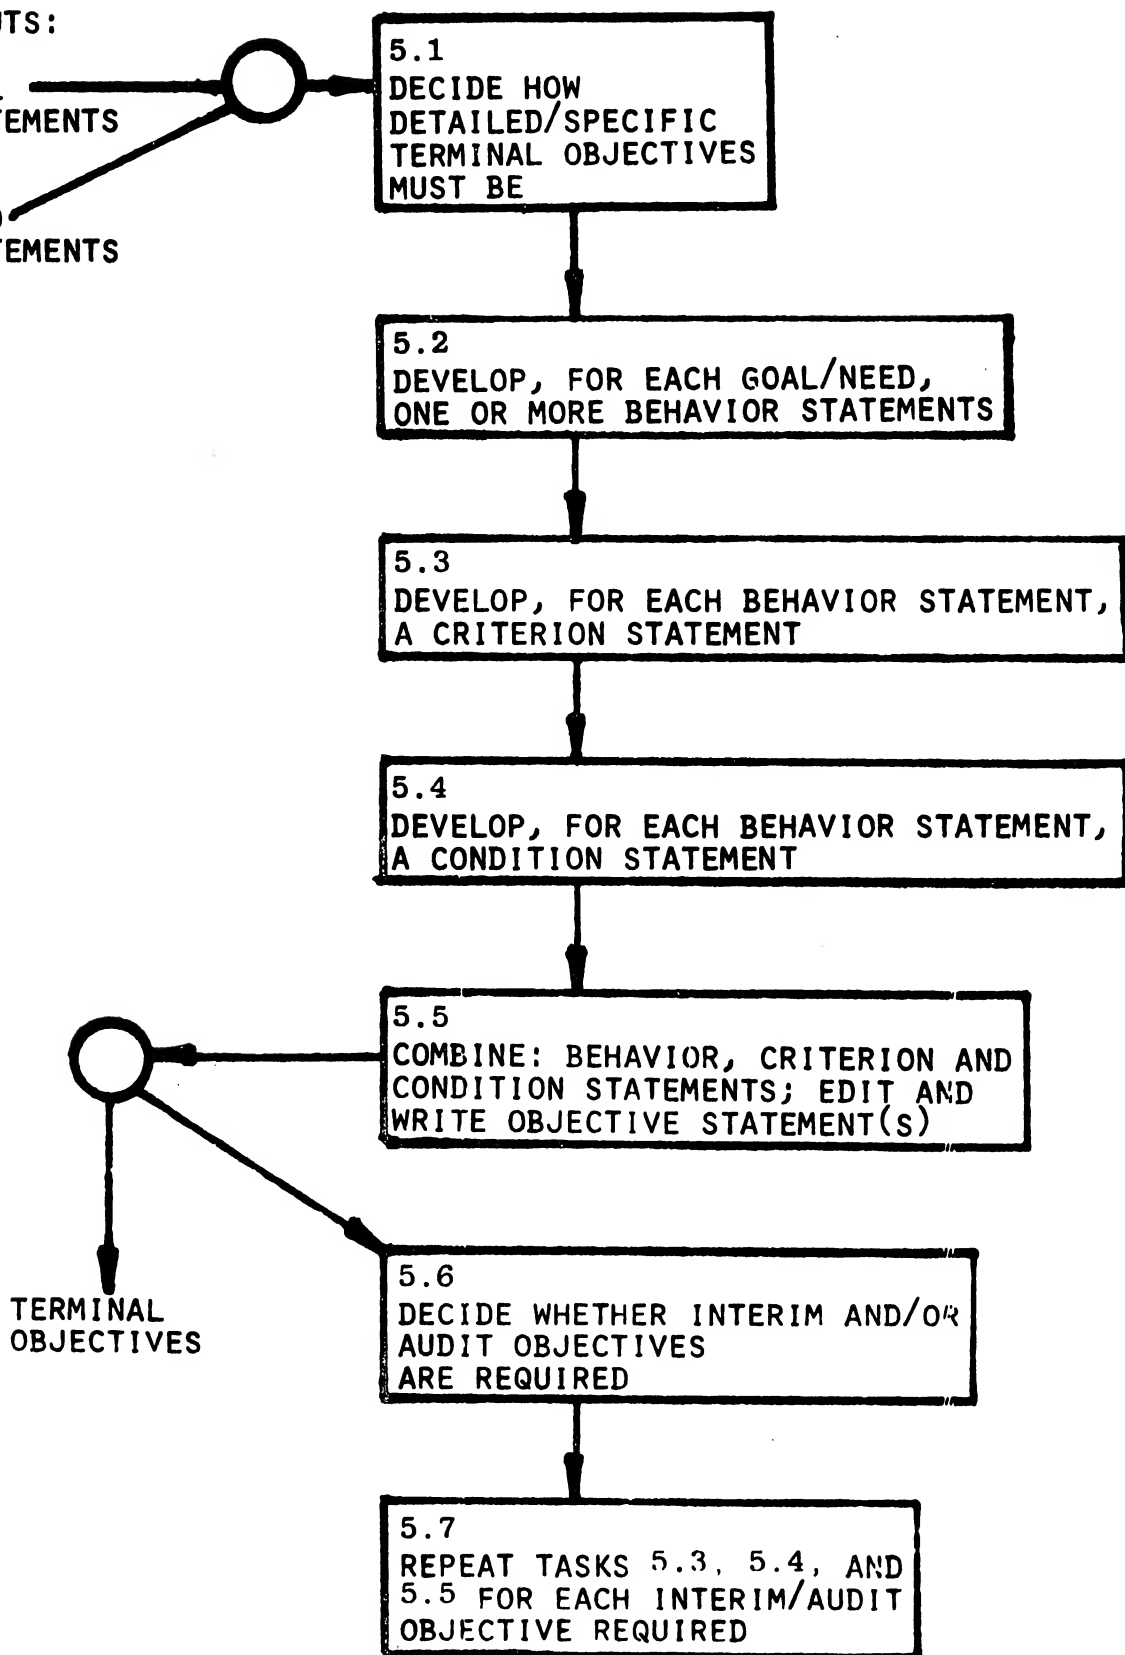 UTS:
TEMENTS
TEMENTS
5.1
DECIDE HOW
DETAILED/SPECIFIC
TERMINAL OBJECTIVES
MUST BE
5.2
DEVELOP, FOR EACH GOAL/NEED,
ONE OR MORE BEHAVIOR STATEMENTS
5.3
DEVELOP, FOR EACH BEHAVIOR STATEMENT,
A CRITERION STATEMENT
5.4
DEVELOP, FOR EACH BEHAVIOR STATEMENT,
A CONDITION STATEMENT
5.5
COMBINE: BEHAVIOR, CRITERION AND
CONDITION STATEMENTS; EDIT AND
WRITE OBJECTIVE STATEMENT(S)
TERMINAL
OBJECTIVES
5.6
DECIDE WHETHER INTERIM AND/OR
AUDIT OBJECTIVES
ARE REQUIRED
5.7
REPEAT TASKS 5.3, 5.4, AND
5.5 FOR EACH INTERIM/AUDIT
OBJECTIVE REQUIRED